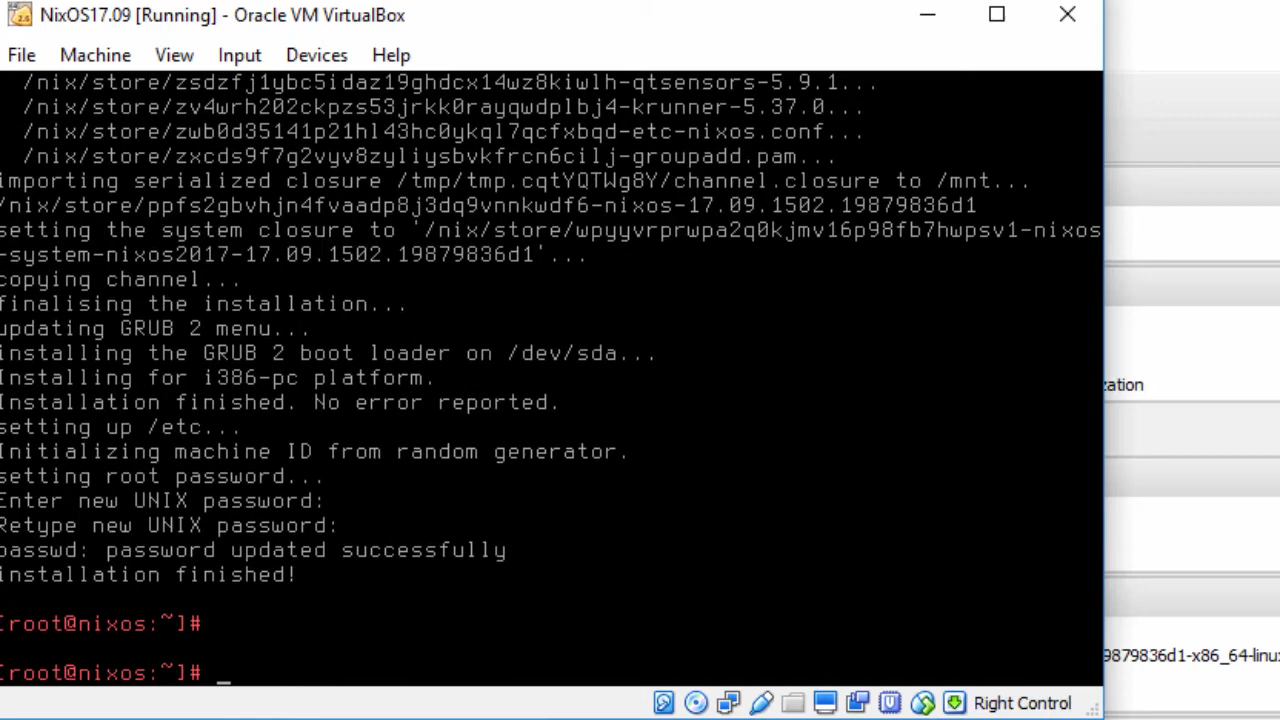 NixOS17.09 [Running] - Oracle VM VirtualBox
File Machine View Input Devices Help
/nix/store/zsdzfj1ybc5idaz19ghdcx14wz8kiwlh-qtsensors-5.9.1...
/nix/store/zv4wrh202ckpzs53jrkk0rayqwdplbj4-krunner-5.37.0...
/nix/store/zwb0d35141p21hl43hc0ykql7qcfxbqd-etc-nixos.conf...
/nix/store/zxcds9f7g2vyv8zyliysbvkfrcn6cilj-groupadd.pam...
importing serialized closure /tmp/tmp.cqtYQTWg8Y/channel.closure to /mnt...
/nix/store/ppfs2gbvhjn4fvaadp8j3dq9vnnkwdf6-nixos-17.09.1502.19879836d1
setting the system closure to '/nix/store/wpyyvrprwpa2q0kjmv16p98fb7hwpsv1-nixos
-system-nixos2017-17.09.1502.19879836d1'...
copying channel...
finalising the installation...
updating GRUB 2 menu...
installing the GRUB 2 boot loader on /dev/sda...
Installing for i386-pc platform.
Installation finished. No error reported.
zation
setting up /etc...
Initializing machine ID from random generator.
setting root password...
Enter new UNIX password:
Retype new UNIX password:
passwd: password updated successfully
installation finished!
[root@nixos:~]#
[root@nixos:~]# _
9879836d1-x86_64-linux
Right Control